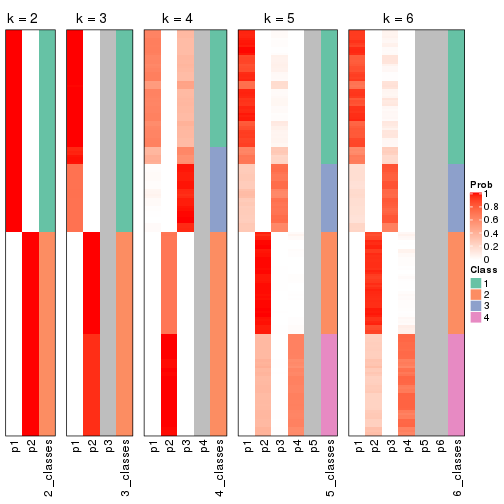 k = 2
k = 3
k = 4
k = 5
k = 6
p1
p2
2_classes
p1
p2
p3
3_classes
p1
p2
p3
p4
4_classes
p1
p2
p3
p4
p5
5_classes
p1
p2
p3
p4
p5
p6
6_classes
Prob
1
0.8
0.6
0.4
0.2
0
Class
1
2
3
4